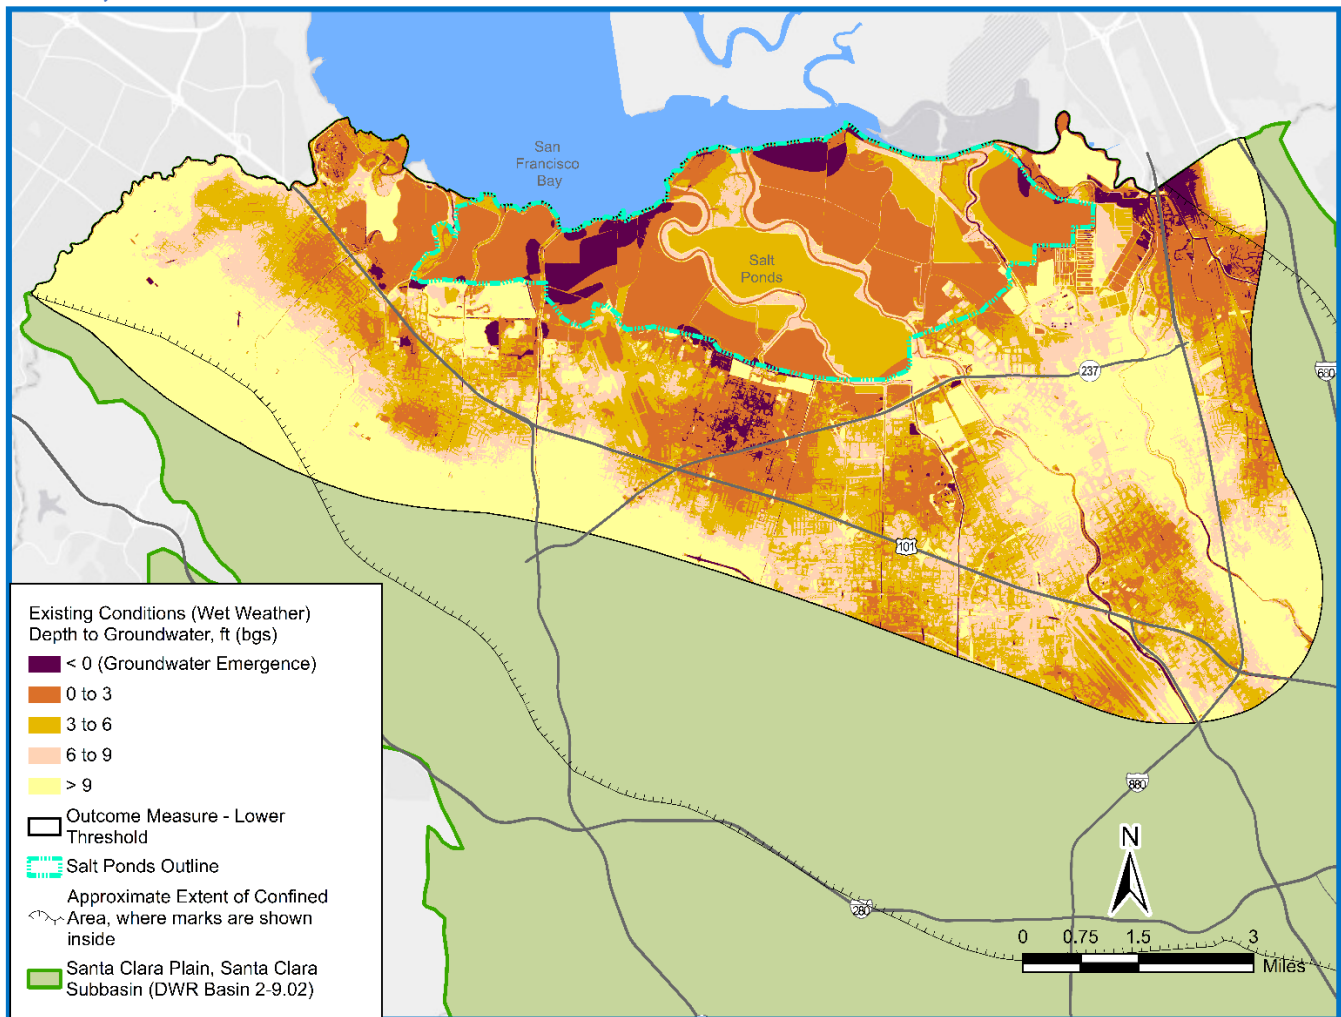 San
Francisco
Bay
Salt
Ponds
237
680
101
880
280
Existing Conditions (Wet Weather)
Depth to Groundwater, ft (bgs)
< 0 (Groundwater Emergence)
0 to 3
3 to 6
6 to 9
> 9
Outcome Measure - Lower
Threshold
Salt Ponds Outline
Approximate Extent of Confined
Area, where marks are shown
inside
Santa Clara Plain, Santa Clara
Subbasin (DWR Basin 2-9.02)
N
0 0.75 1.5 3
Miles